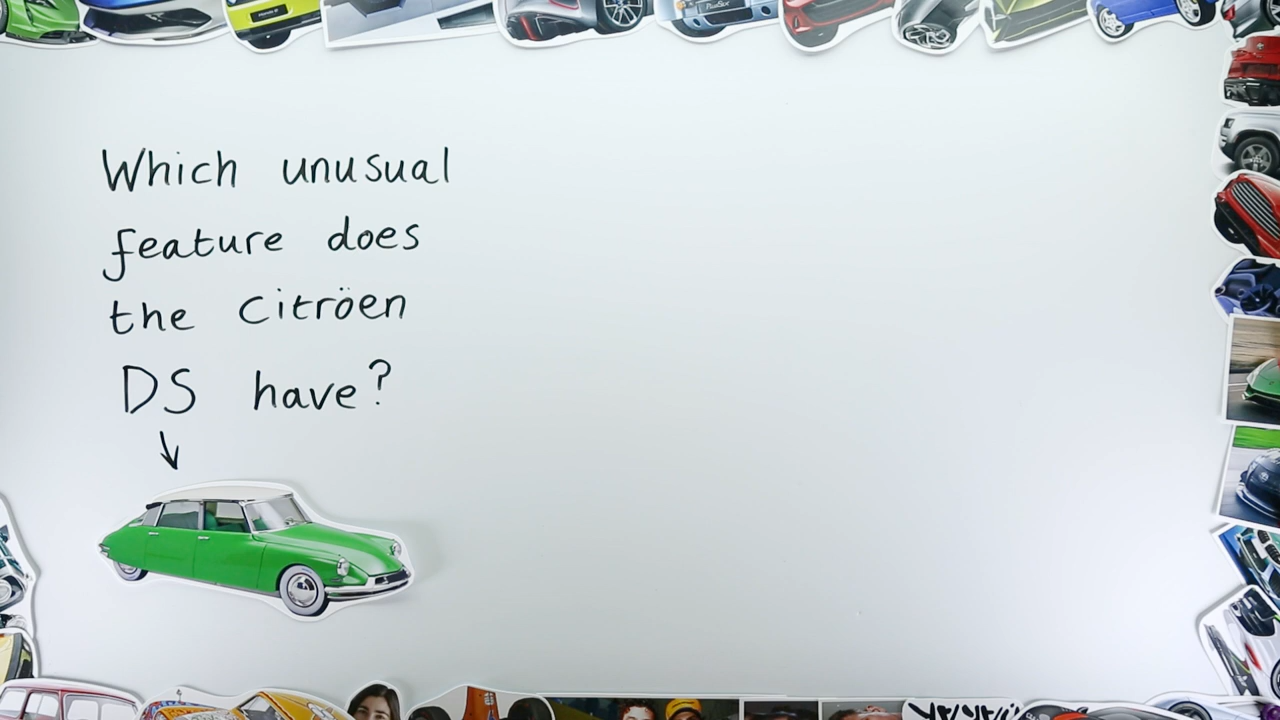 Which unusual
feature does
the Citröen
DS have?